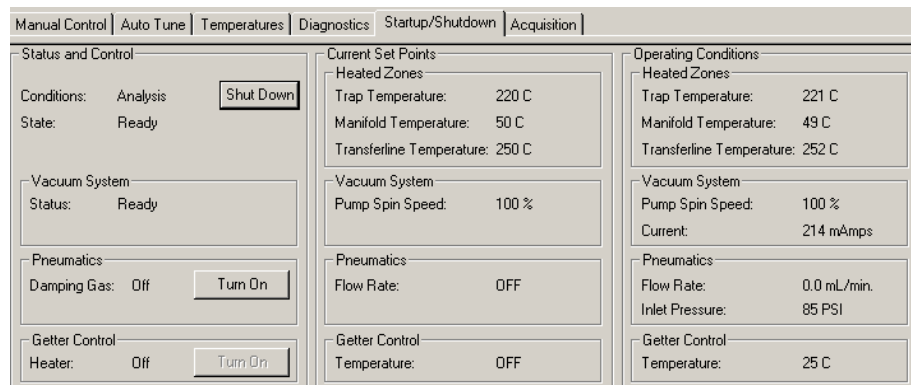 Manual Control Auto Tune Temperatures Diagnostics Startup/Shutdown Acquisition
Status and Control
Conditions: Analysis Shut Down
State: Ready
Vacuum System
Status: Ready
Pneumatics
Damping Gas: Off Turn On
Getter Control
Heater: Off Turn On
Current Set Points
Heated Zones
Trap Temperature: 220 C
Manifold Temperature: 50 C
Transferline Temperature: 250 C
Vacuum System
Pump Spin Speed: 100 %
Pneumatics
Flow Rate: OFF
Getter Control
Temperature: OFF
Operating Conditions
Heated Zones
Trap Temperature: 221 C
Manifold Temperature: 49 C
Transferline Temperature: 252 C
Vacuum System
Pump Spin Speed: 100 %
Current: 214 mAmps
Pneumatics
Flow Rate: 0.0 mL/min.
Inlet Pressure: 85 PSI
Getter Control
Temperature: 25 C